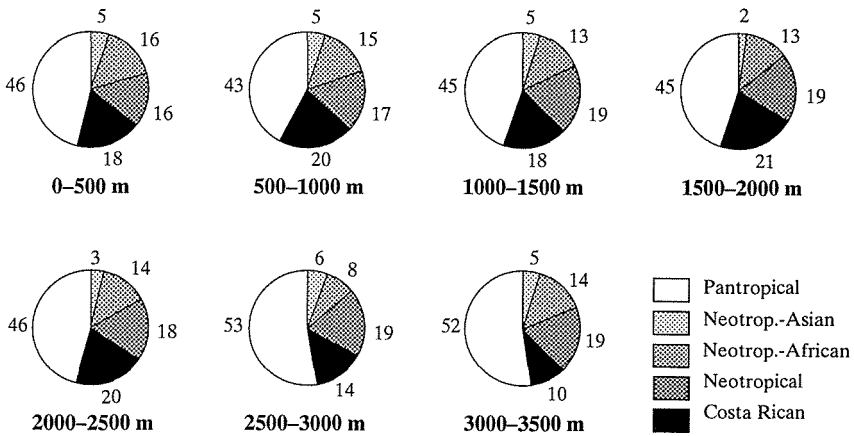 5
16
46
16
18
0–500 m
5
15
43
17
20
500–1000 m
5
13
45
19
18
1000–1500 m
2
13
45
19
21
1500–2000 m
3
14
46
18
20
2000–2500 m
6
8
53
19
14
2500–3000 m
5
14
52
19
10
3000–3500 m
Pantropical
Neotrop.-Asian
Neotrop.-African
Neotropical
Costa Rican